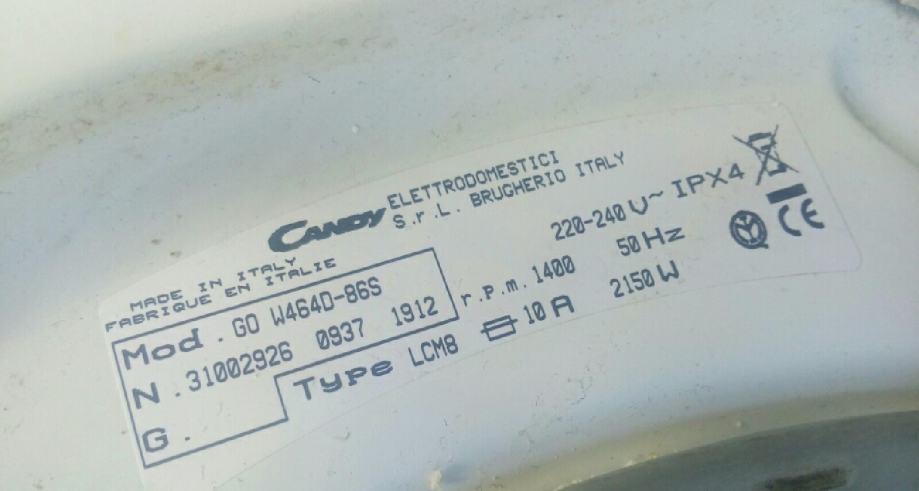 CANDY ELETTRODOMESTICI
S.r.L. BRUGHERIO ITALY
MADE IN ITALY
FABRIQUE EN ITALIE
220-240 V~ IPX4
Mod. GO W464D-86S
r.p.m. 1400 50 Hz
N. 31002926 0937 1912
Type LCM8 10 A 2150 W
G.
CE